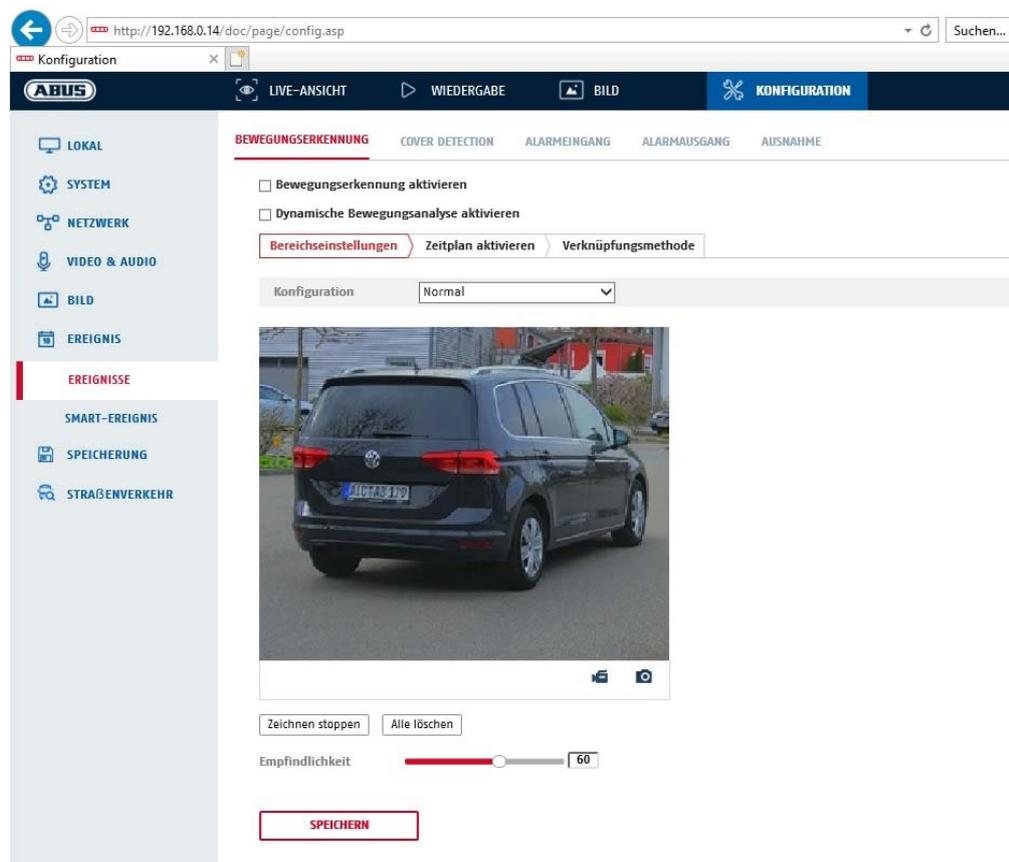 http://192.168.0.14/doc/page/config.asp
Suchen...
Konfiguration
ABUS
LIVE-ANSICHT
WIEDERGABE
BILD
KONFIGURATION
LOKAL
SYSTEM
NETZWERK
VIDEO & AUDIO
BILD
EREIGNIS
EREIGNISSE
SMART-EREIGNIS
SPEICHERUNG
STRAßENVERKEHR
BEWEGUNGSERKENNUNG
COVER DETECTION
ALARMEINGANG
ALARMAUSGANG
AUSNAHME
Bewegungserkennung aktivieren
Dynamische Bewegungsanalyse aktivieren
Bereichseinstellungen
Zeitplan aktivieren
Verknüpfungsmethode
Konfiguration
Normal
Zeichnen stoppen
Alle löschen
Empfindlichkeit
60
SPEICHERN